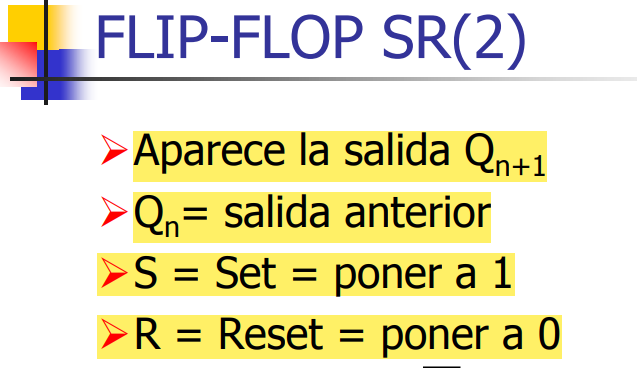 FLIP-FLOP SR(2)
Aparece la salida Qn+1
Qn= salida anterior
S = Set = poner a 1
R = Reset = poner a 0